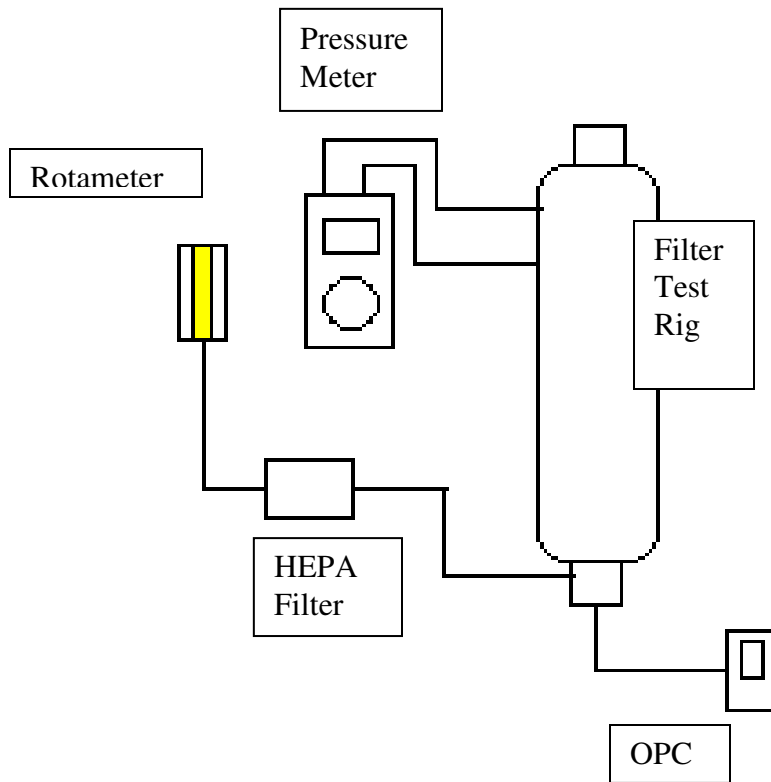 Pressure
Meter
Rotameter
Filter
Test
Rig
HEPA
Filter
OPC